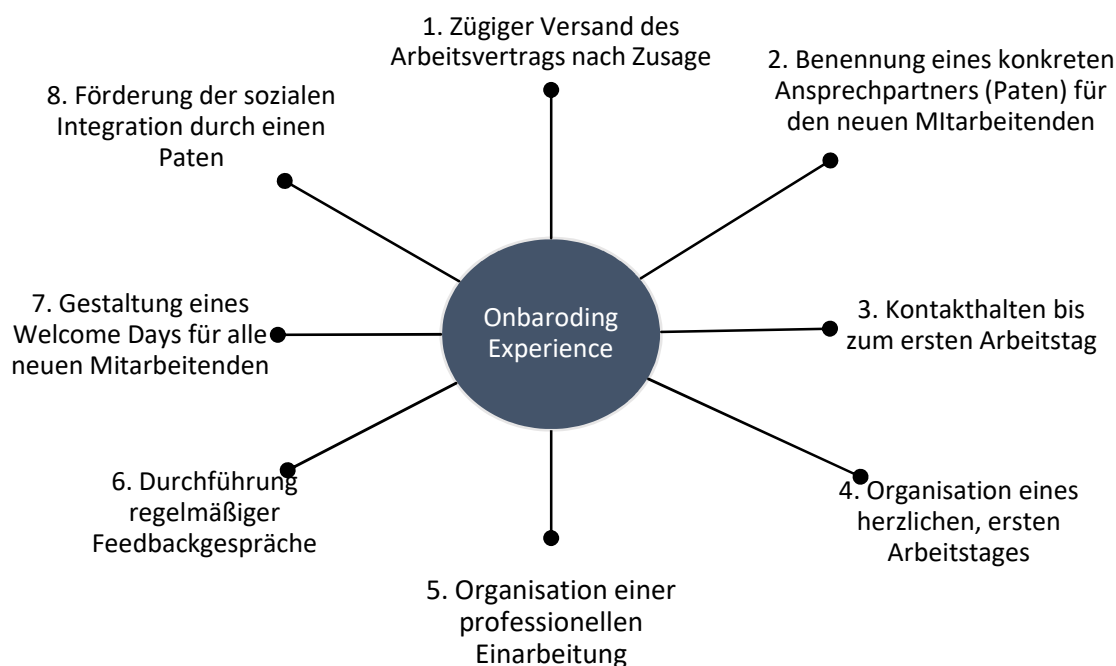 1. Zügiger Versand des
Arbeitsvertrags nach Zusage
2. Benennung eines konkreten
Ansprechpartners (Paten) für
den neuen MItarbeitenden
3. Kontakthalten bis
zum ersten Arbeitstag
4. Organisation eines
herzlichen, ersten
Arbeitstages
5. Organisation einer
professionellen
Einarbeitung
6. Durchführung
regelmäßiger
Feedbackgespräche
7. Gestaltung eines
Welcome Days für alle
neuen Mitarbeitenden
8. Förderung der sozialen
Integration durch einen
Paten
Onbaroding
Experience